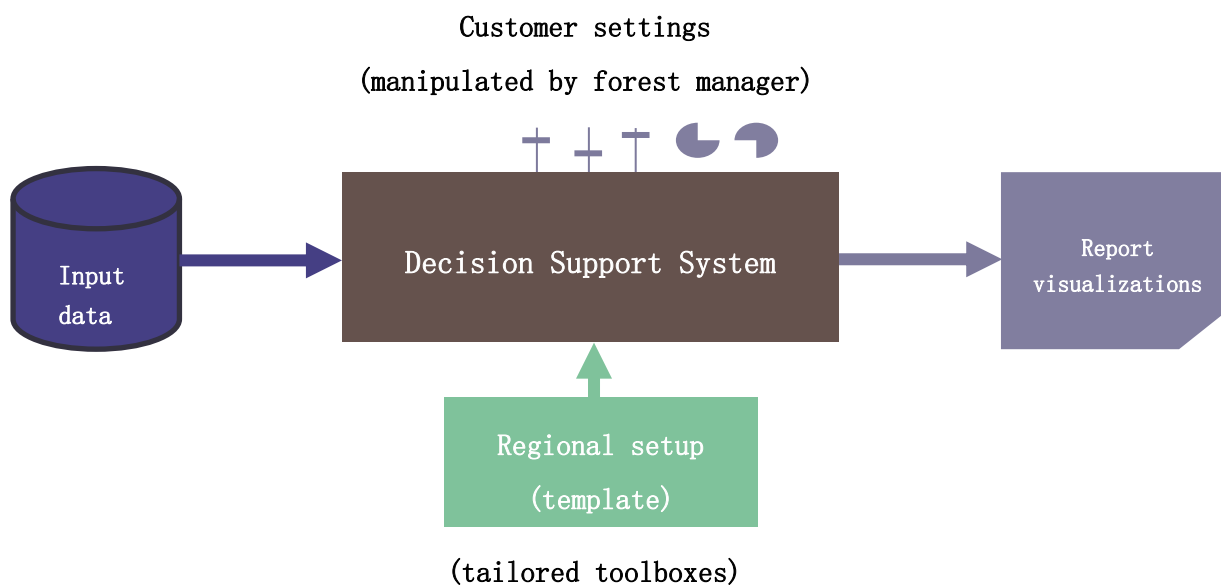 Customer settings
(manipulated by forest manager)
Input
data
Decision Support System
Report
visualizations
Regional setup
(template)
(tailored toolboxes)